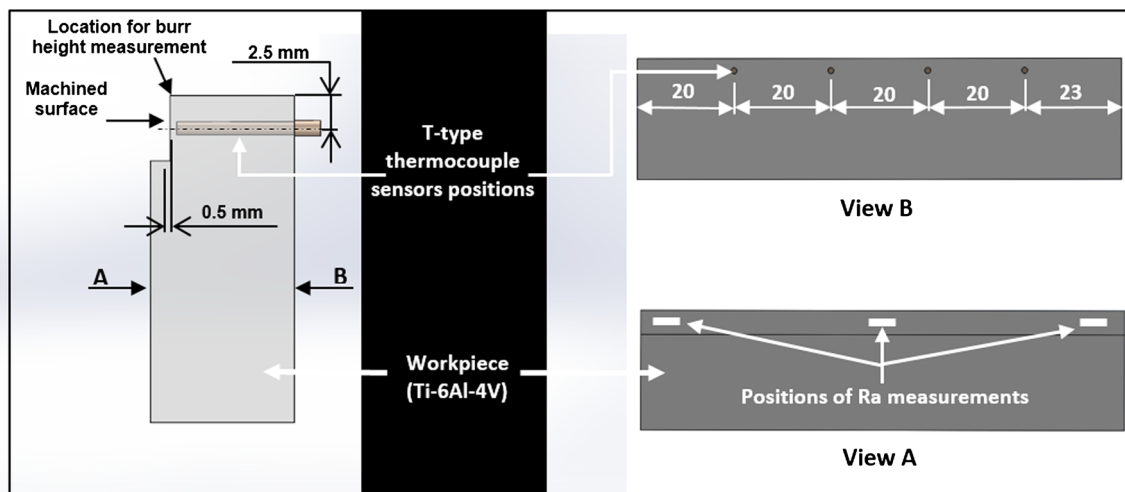 Location for burr
height measurement
2.5 mm
Machined
surface
0.5 mm
A
B
T-type
thermocouple
sensors positions
Workpiece
(Ti-6Al-4V)
20
20
20
20
23
View B
Positions of Ra measurements
View A